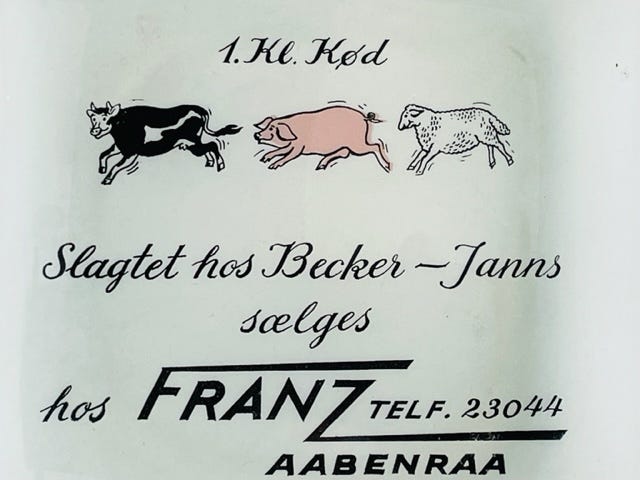 1. Kl. Kød
Slagtet hos Becker – Janns
sælges
hos FRANZ TELF. 23044
AABENRAA